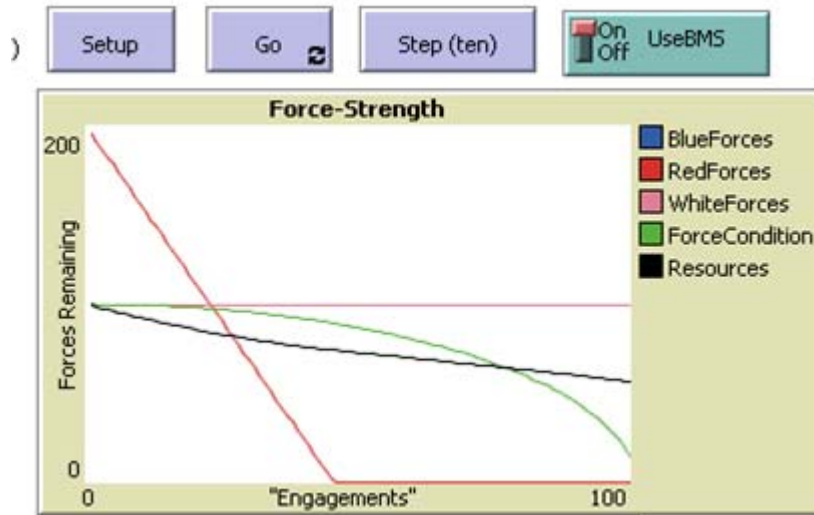 )
Setup
Go
Step (ten)
On
Off
UseBMS
Force-Strength
200
Forces Remaining
0
0
"Engagements"
100
BlueForces
RedForces
WhiteForces
ForceCondition
Resources